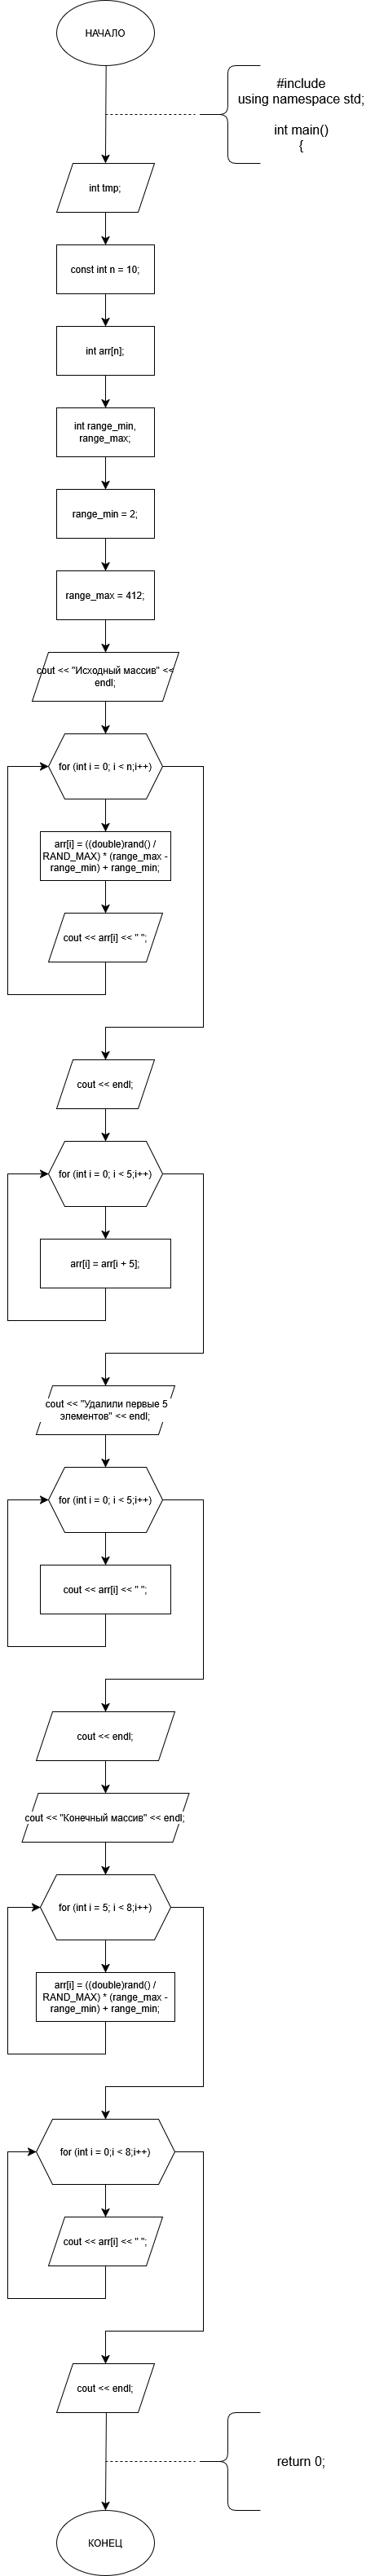 НАЧАЛО
#include
using namespace std;
int main()
{
int tmp;
const int n = 10;
int arr[n];
int range_min,
range_max;
range_min = 2;
range_max = 412;
cout << "Исходный массив" <<
endl;
for (int i = 0; i < n;i++)
arr[i] = ((double)rand() /
RAND_MAX) * (range_max -
range_min) + range_min;
cout << arr[i] << " ";
cout << endl;
for (int i = 0; i < 5;i++)
arr[i] = arr[i + 5];
cout << "Удалили первые 5
элементов" << endl;
for (int i = 0; i < 5;i++)
cout << arr[i] << " ";
cout << endl;
cout << "Конечный массив" << endl;
for (int i = 5; i < 8;i++)
arr[i] = ((double)rand() /
RAND_MAX) * (range_max -
range_min) + range_min;
for (int i = 0;i < 8;i++)
cout << arr[i] << " ";
cout << endl;
return 0;
КОНЕЦ